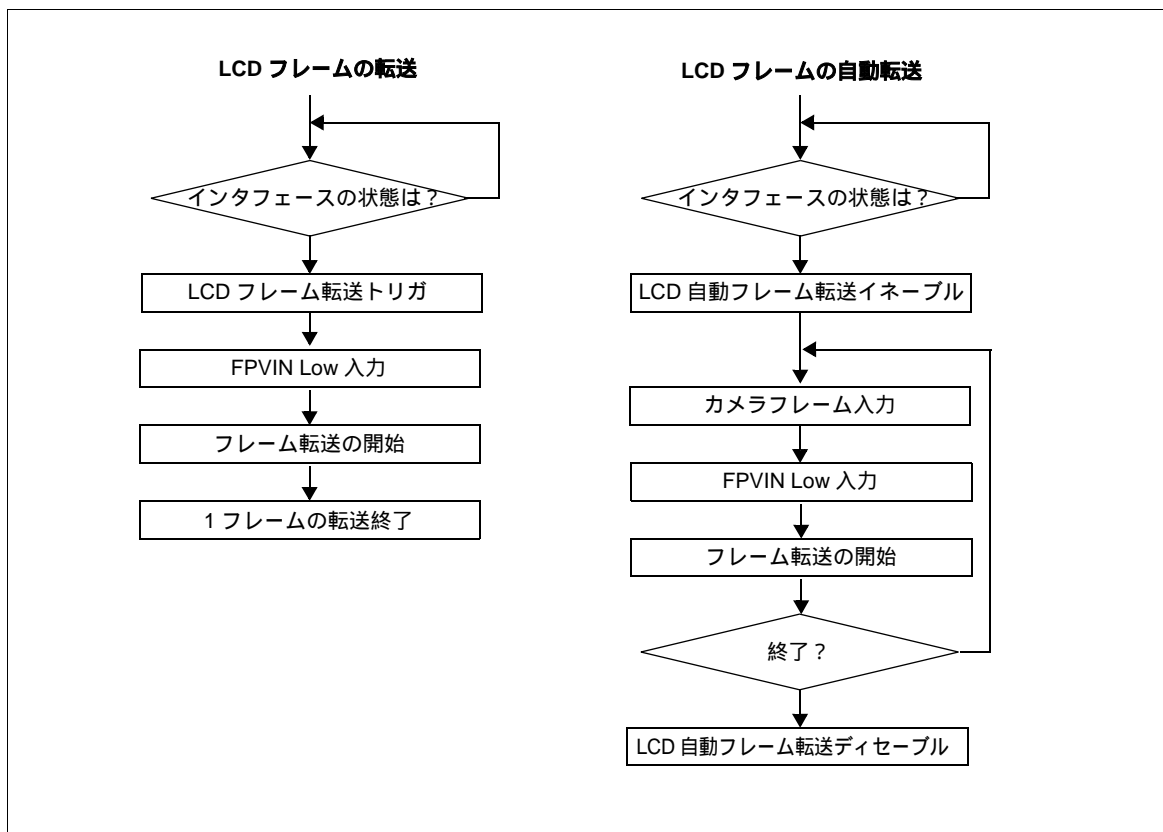 LCD フレームの転送
インタフェースの状態は？
LCD フレーム転送トリガ
FPVIN Low 入力
フレーム転送の開始
1 フレームの転送終了
LCD フレームの自動転送
インタフェースの状態は？
LCD 自動フレーム転送イネーブル
カメラフレーム入力
FPVIN Low 入力
フレーム転送の開始
終了？
LCD 自動フレーム転送ディセーブル